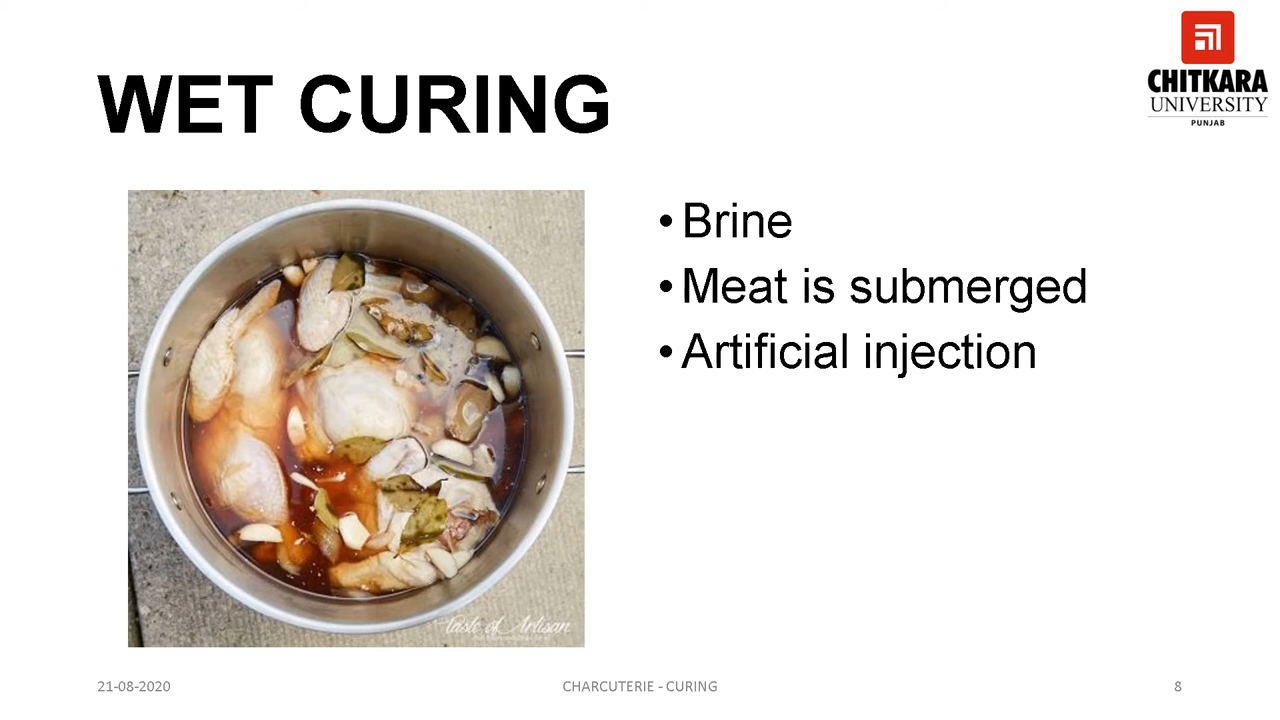 WET CURING
CHITKARA
UNIVERSITY
PUNJAB
• Brine
• Meat is submerged
• Artificial injection
Taste of Artisan
21-08-2020
CHARCUTERIE - CURING
8